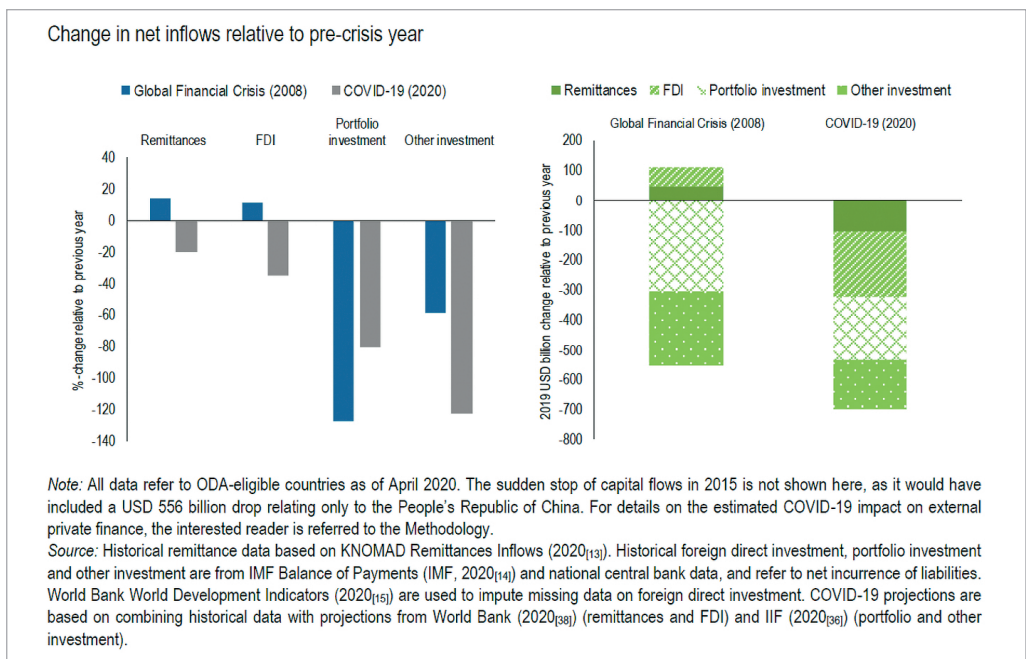 Change in net inflows relative to pre-crisis year
Global Financial Crisis (2008) COVID-19 (2020)
Remittances FDI Portfolio investment Other investment
%-change relative to previous year
40
20
0
-20
-40
-60
-80
-100
-120
-140
Remittances FDI Portfolio investment Other investment
Global Financial Crisis (2008) COVID-19 (2020)
2019 USD billion change relative to previous year
200
100
0
-100
-200
-300
-400
-500
-600
-700
-800
Note: All data refer to ODA-eligible countries as of April 2020. The sudden stop of capital flows in 2015 is not shown here, as it would have
included a USD 556 billion drop relating only to the People's Republic of China. For details on the estimated COVID-19 impact on external
private finance, the interested reader is referred to the Methodology.
Source: Historical remittance data based on KNOMAD Remittances Inflows (2020[13]). Historical foreign direct investment, portfolio investment
and other investment are from IMF Balance of Payments (IMF, 2020[14]) and national central bank data, and refer to net incurrence of liabilities.
World Bank World Development Indicators (2020[15]) are used to impute missing data on foreign direct investment. COVID-19 projections are
based on combining historical data with projections from World Bank (2020[38]) (remittances and FDI) and IIF (2020[36]) (portfolio and other
investment).